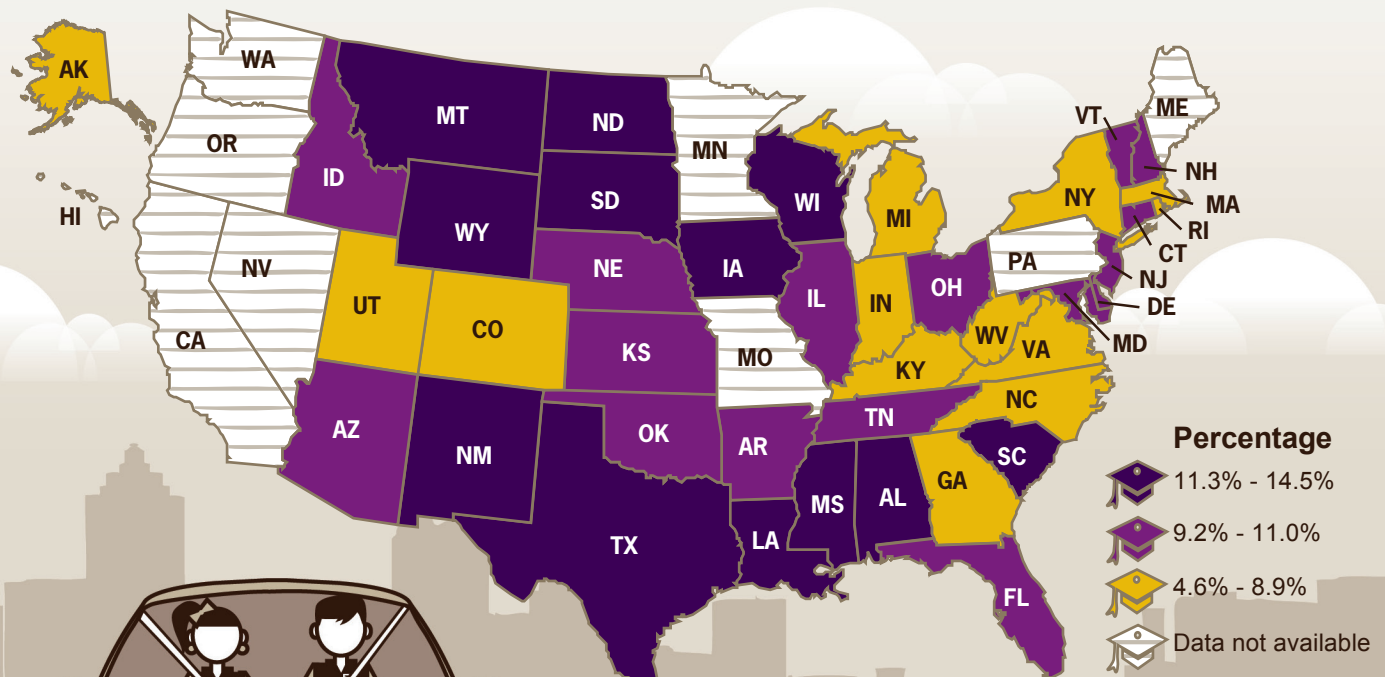 AK
WA
MT
ND
MN
VT
ME
OR
ID
SD
WI
MI
NY
NH
MA
RI
CT
HI
WY
IA
PA
NJ
DE
MD
NV
NE
IL
IN
OH
WV
VA
CA
UT
CO
KS
MO
KY
NC
AZ
NM
OK
AR
TN
SC
TX
LA
MS
AL
GA
FL
Percentage
11.3% - 14.5%
9.2% - 11.0%
4.6% - 8.9%
Data not available